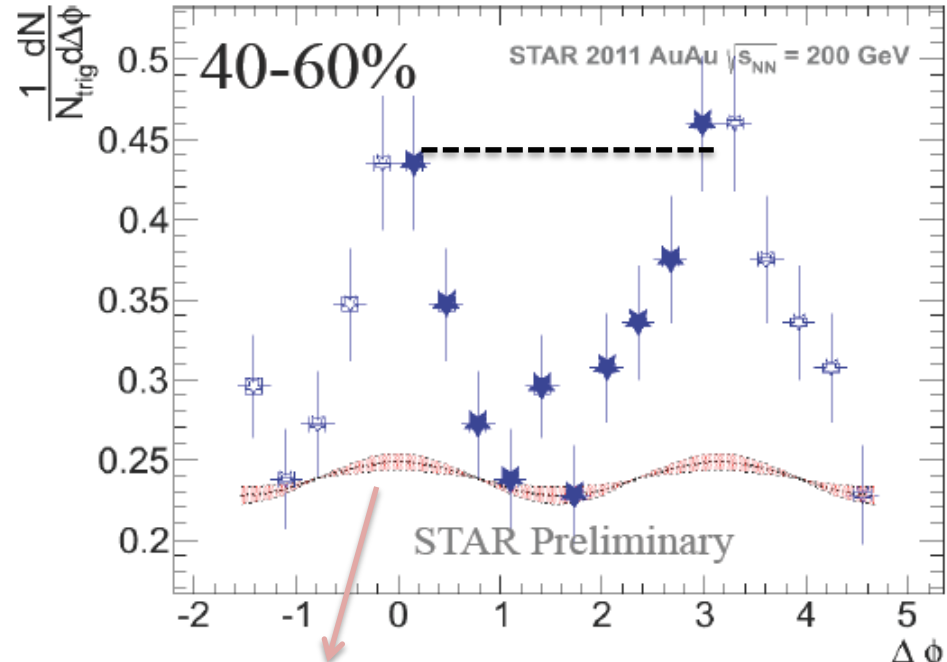 1 dN
N_trig dΔϕ
40-60%
STAR 2011 AuAu √s_NN = 200 GeV
0.5
0.45
0.4
0.35
0.3
0.25
0.2
STAR Preliminary
-2 -1 0 1 2 3 4 5
Δ ϕ